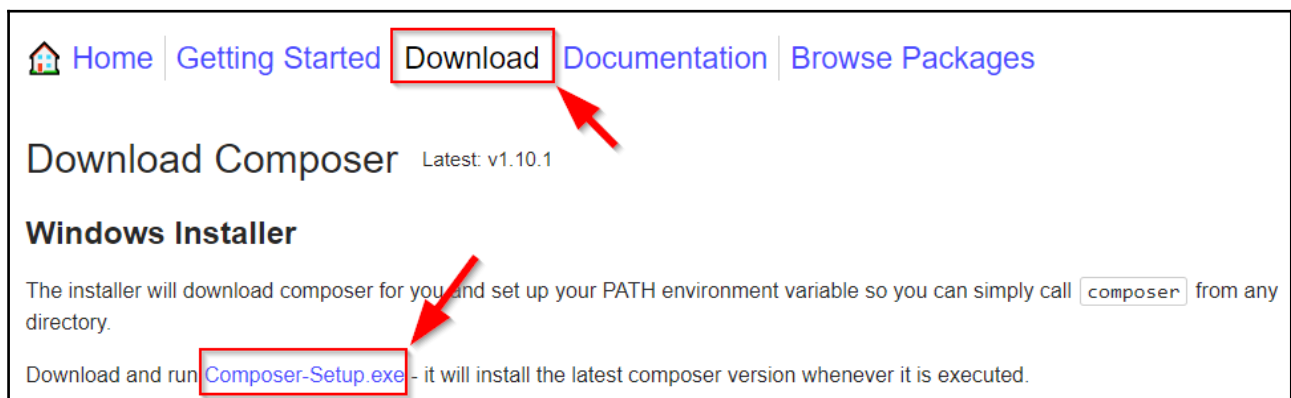 Home Getting Started Download Documentation Browse Packages
Download Composer Latest: v1.10.1
Windows Installer
The installer will download composer for you and set up your PATH environment variable so you can simply call composer from any
directory.
Download and run Composer-Setup.exe - it will install the latest composer version whenever it is executed.